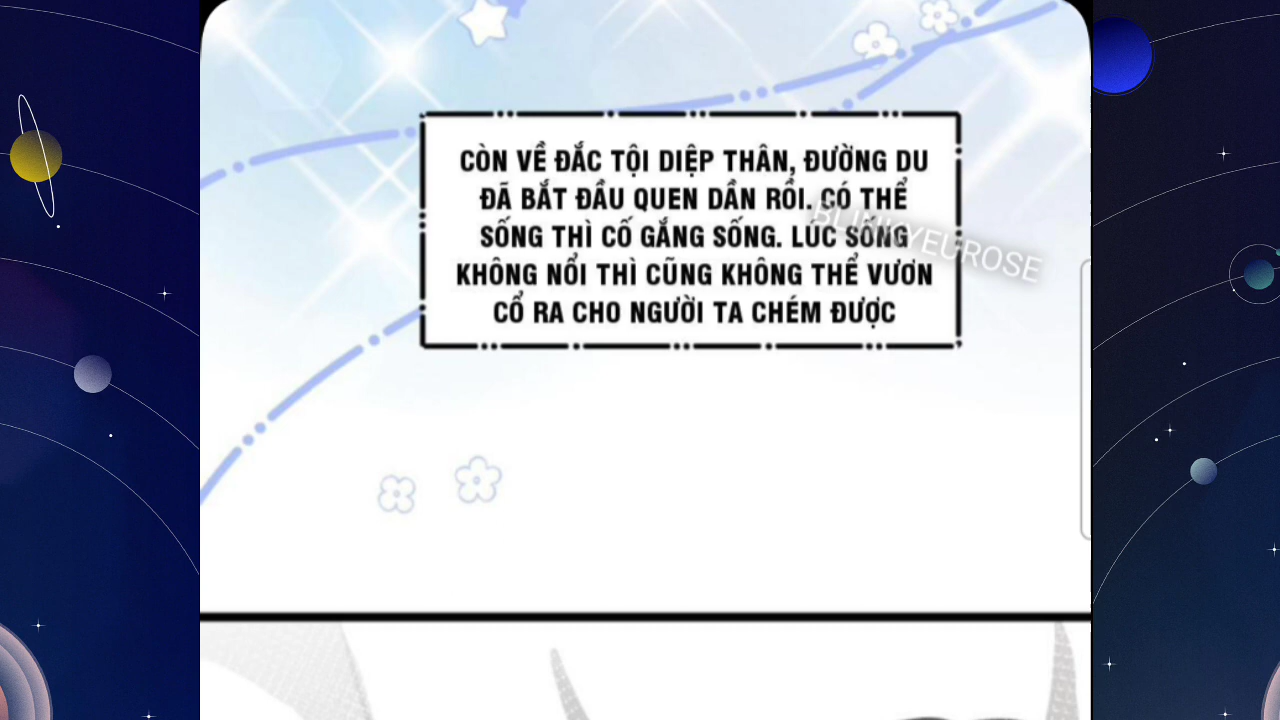 CÒN VỀ ĐẮC TỘI DIỆP THÂN, ĐƯỜNG DU
ĐÃ BẮT ĐẦU QUEN DẦN RỒI. CÓ THỂ
SỐNG THÌ CỐ GẮNG SỐNG. LÚC SỐNG
KHÔNG NỔI THÌ CŨNG KHÔNG THỂ VƯƠN
CỔ RA CHO NGƯỜI TA CHÉM ĐƯỢC